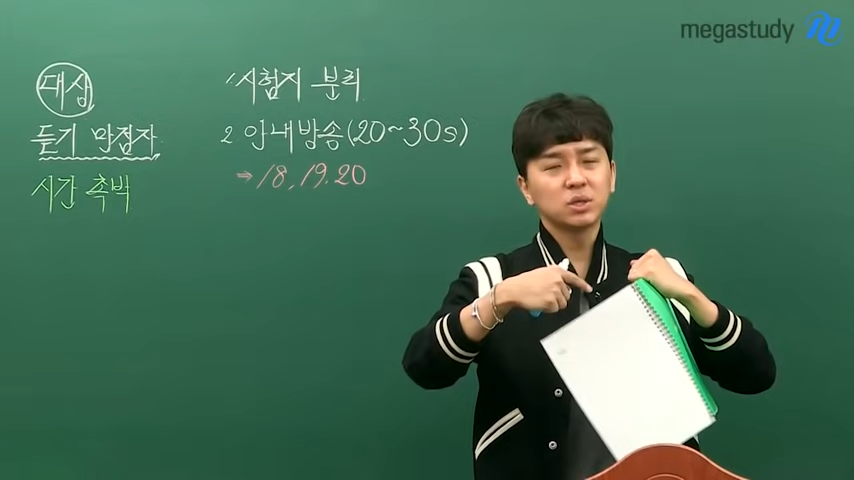 megastudy
대상
듣기 만점자
시간 촉박
1 시험지 분리
2 안내방송(20~30s)
⇒ 18, 19. 20